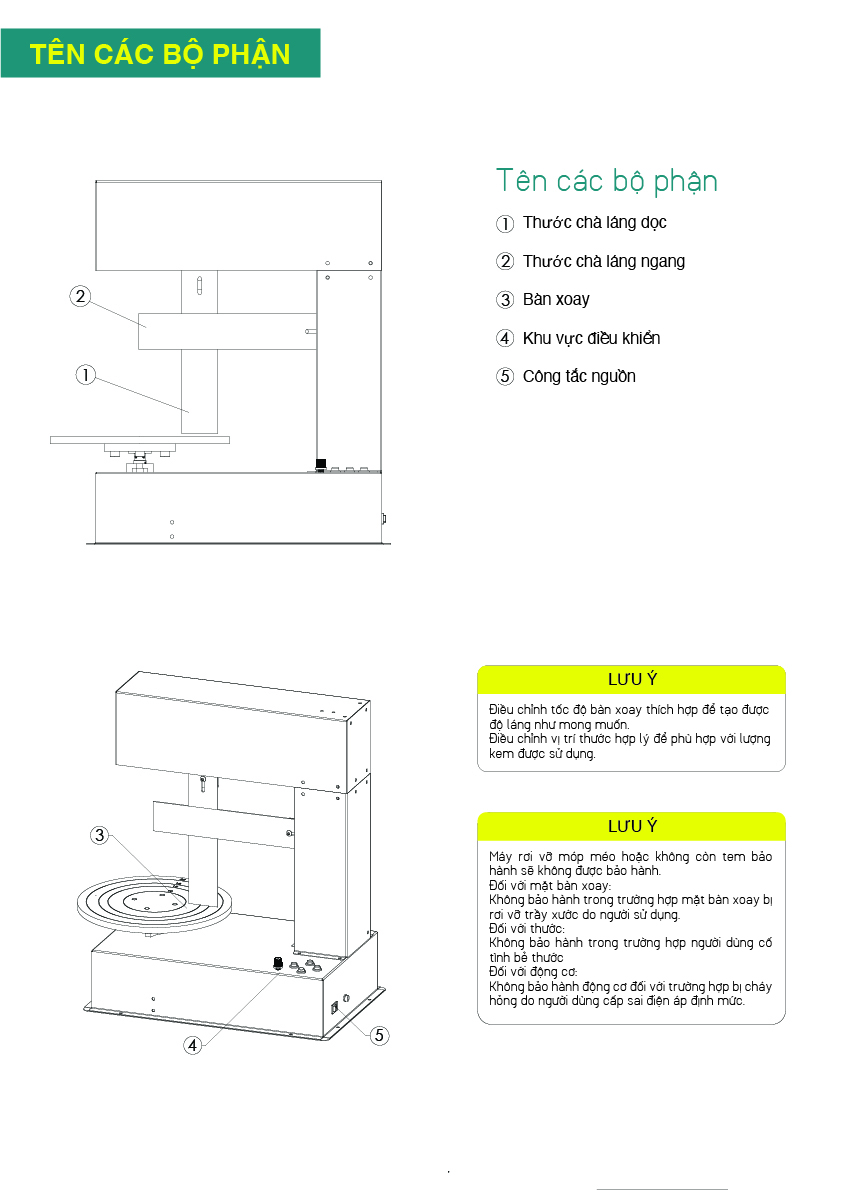 TÊN CÁC BỘ PHẬN
Tên các bộ phận
1 Thước chà láng dọc
2 Thước chà láng ngang
3 Bàn xoay
4 Khu vực điều khiển
5 Công tắc nguồn
2
1
LƯU Ý
Điều chỉnh tốc độ bàn xoay thích hợp để tạo được
độ láng như mong muốn.
Điều chỉnh vị trí thước hợp lý để phù hợp với lượng
kem được sử dụng.
3
4
5
LƯU Ý
Máy rơi vỡ móp méo hoặc không còn tem bảo
hành sẽ không được bảo hành.
Đối với mặt bàn xoay:
Không bảo hành trong trường hợp mặt bàn xoay bị
rơi vỡ trầy xước do người sử dụng.
Đối với thước:
Không bảo hành trong trường hợp người dùng cố
tình bẻ thước
Đối với động cơ:
Không bảo hành động cơ đối với trường hợp bị cháy
hỏng do người dùng cấp sai điện áp định mức.